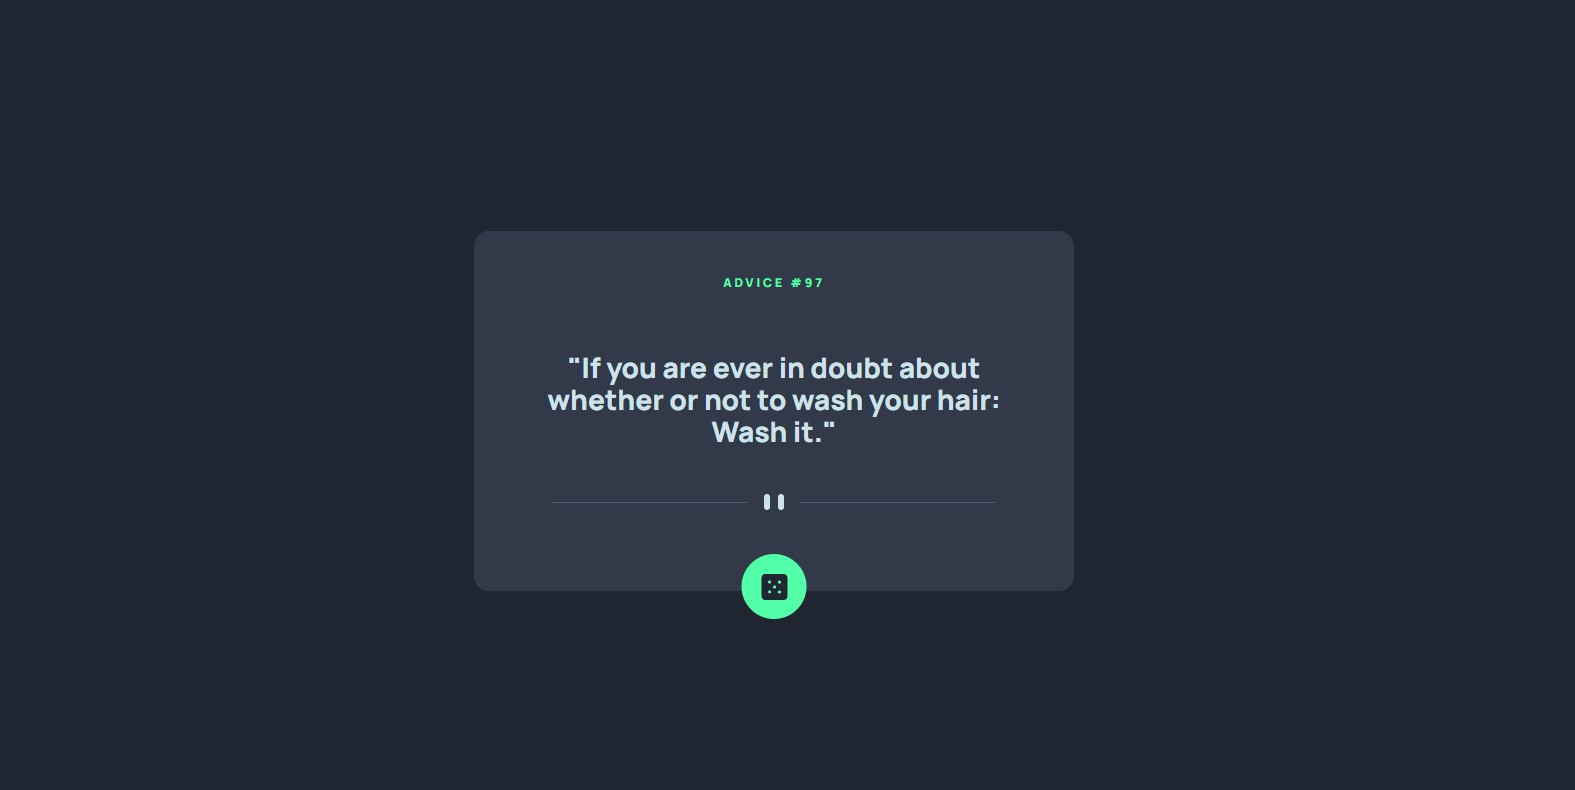 ADVICE #97
"If you are ever in doubt about
whether or not to wash your hair:
Wash it."